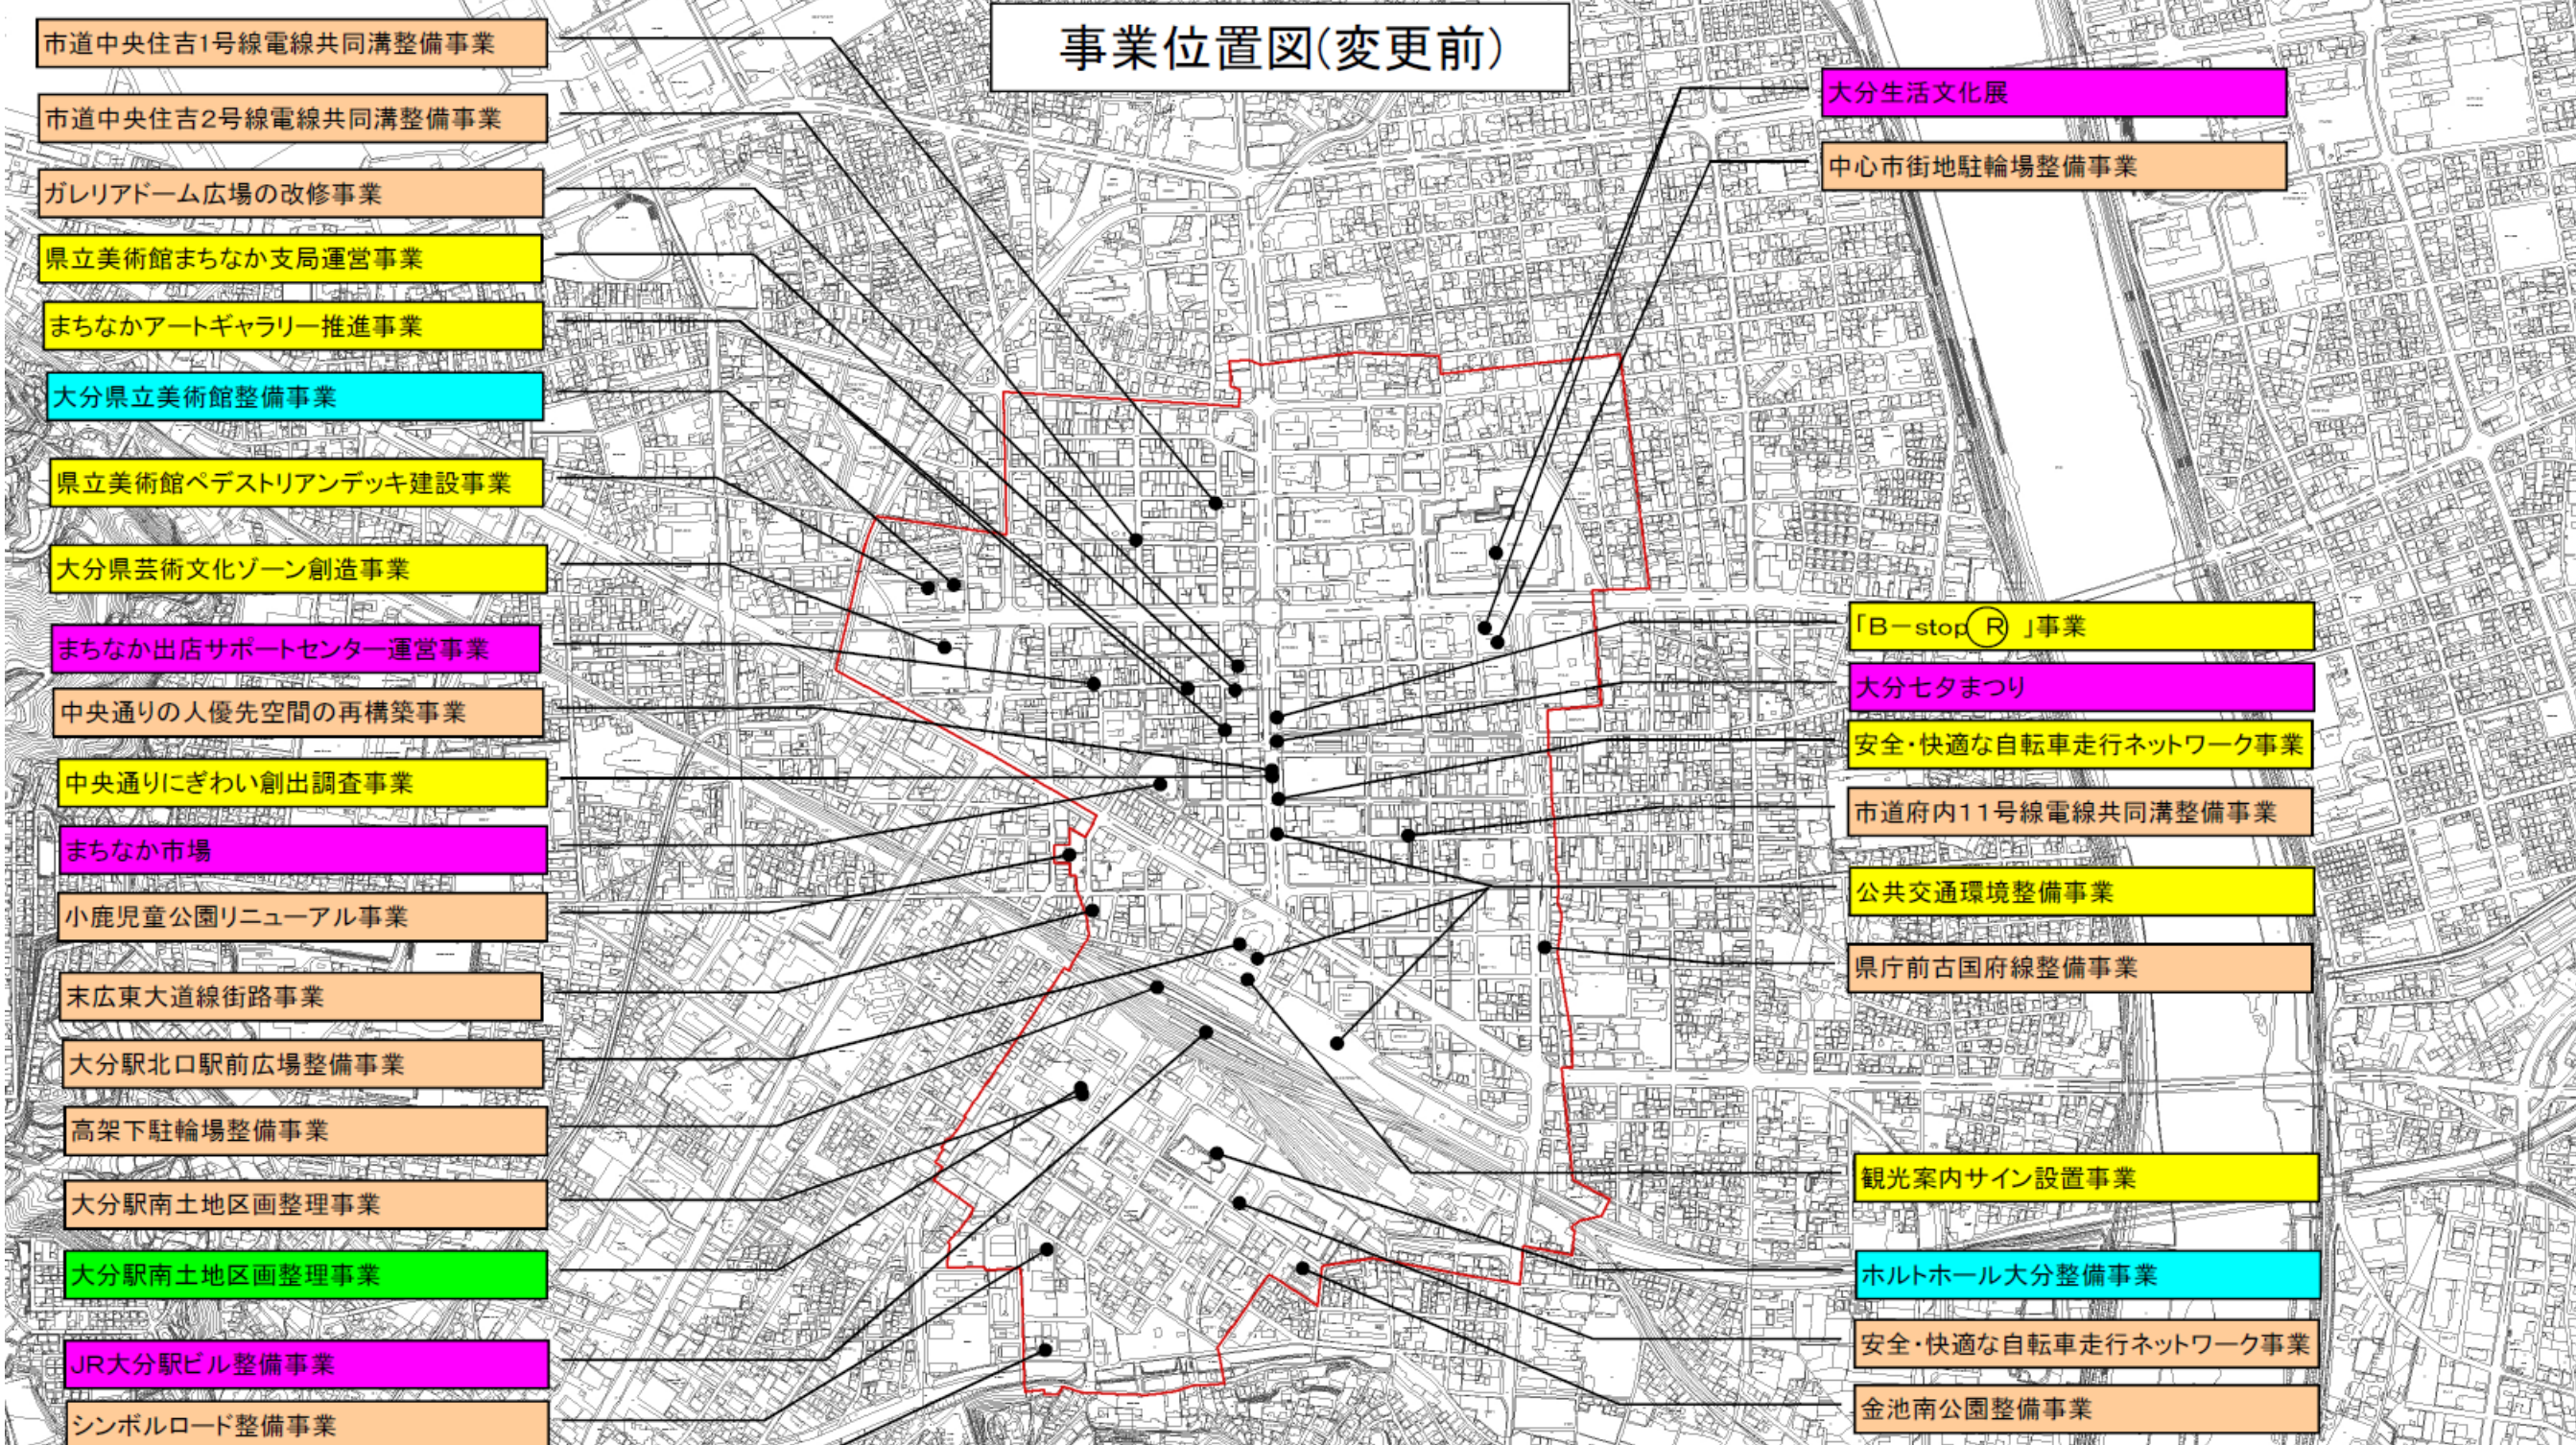 事業位置図(変更前)
市道中央住吉1号線電線共同溝整備事業
市道中央住吉2号線電線共同溝整備事業
ガレリアドーム広場の改修事業
県立美術館まちなか支局運営事業
まちなかアートギャラリー推進事業
大分県立美術館整備事業
県立美術館ペデストリアンデッキ建設事業
大分県芸術文化ゾーン創造事業
まちなか出店サポートセンター運営事業
中央通りの人優先空間の再構築事業
中央通りにぎわい創出調査事業
まちなか市場
小鹿児童公園リニューアル事業
末広東大道線街路事業
大分駅北口駅前広場整備事業
高架下駐輪場整備事業
大分駅南土地区画整理事業
大分駅南土地区画整理事業
JR大分駅ビル整備事業
シンボルロード整備事業
大分生活文化展
中心市街地駐輪場整備事業
「B－stop Ⓡ 」事業
大分七夕まつり
安全・快適な自転車走行ネットワーク事業
市道府内11号線電線共同溝整備事業
公共交通環境整備事業
県庁前古国府線整備事業
観光案内サイン設置事業
ホルトホール大分整備事業
安全・快適な自転車走行ネットワーク事業
金池南公園整備事業